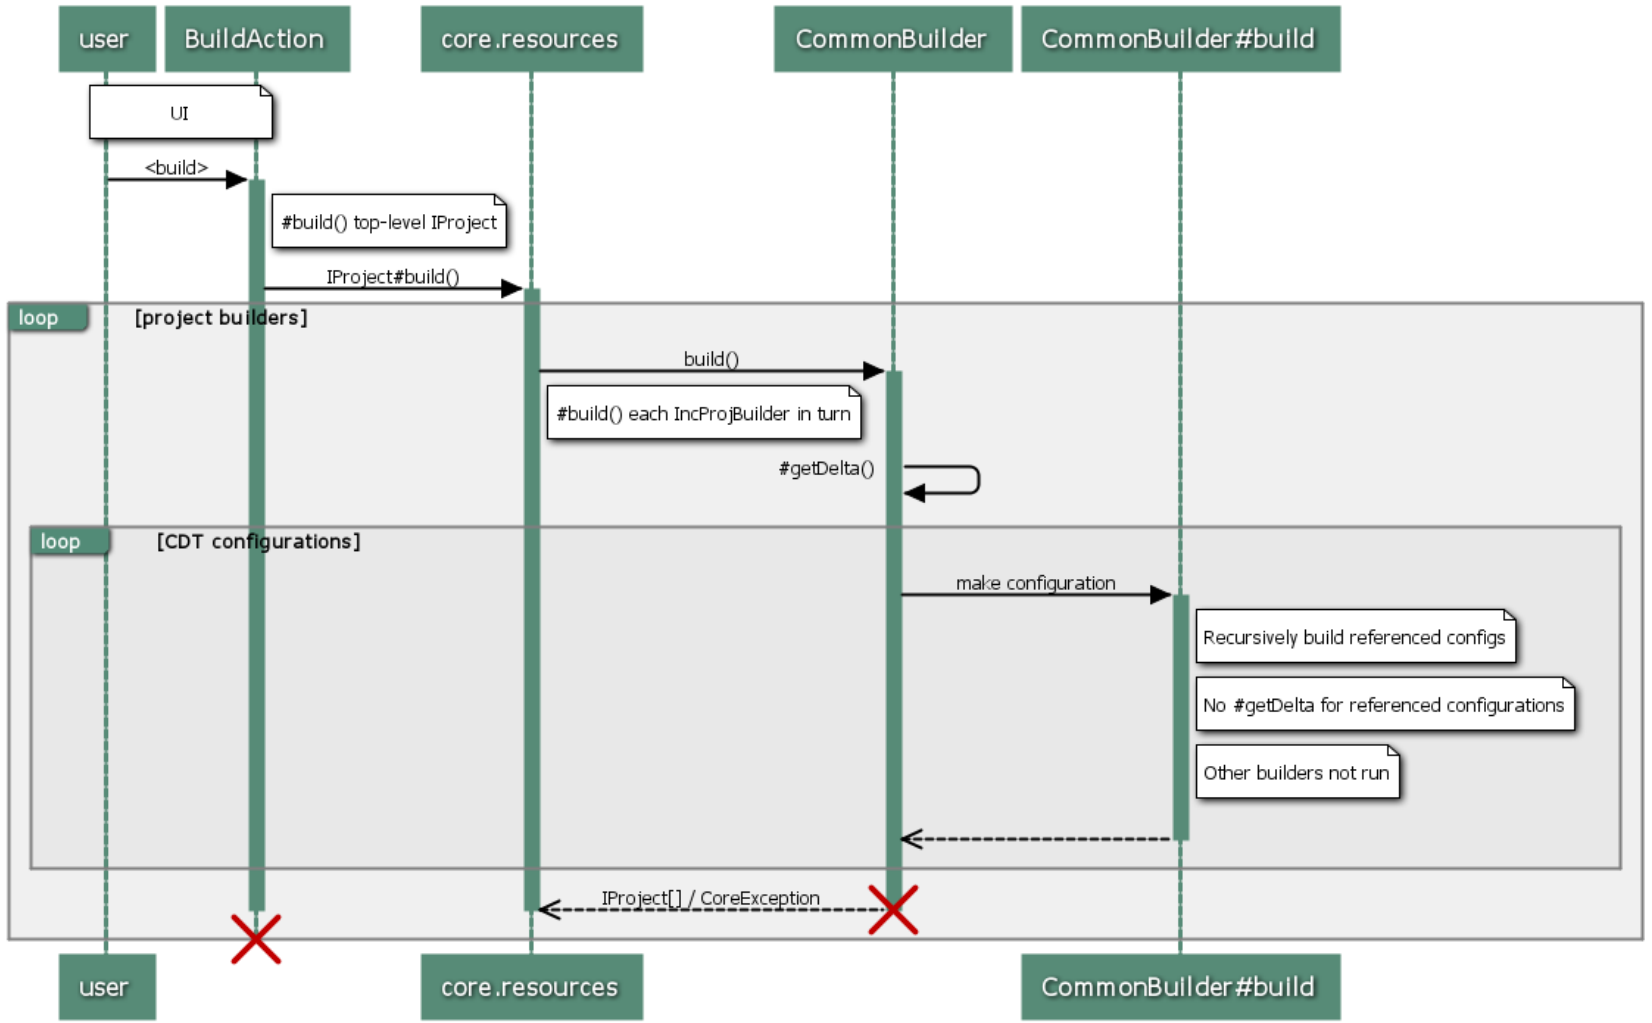 user
BuildAction
core.resources
CommonBuilder
CommonBuilder#build
UI
<build>
#build() top-level IProject
IProject#build()
loop
[project builders]
build()
#build() each IncProjBuilder in turn
#getDelta()
loop
[CDT configurations]
make configuration
Recursively build referenced configs
No #getDelta for referenced configurations
Other builders not run
IProject[] / CoreException
user
core.resources
CommonBuilder#build